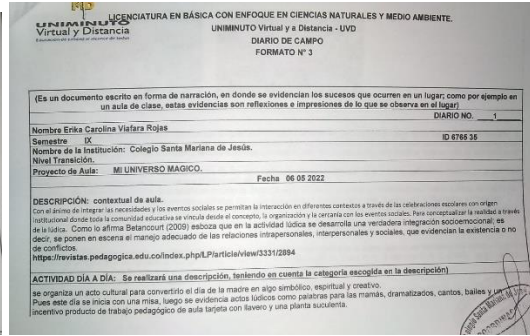 LICENCIATURA EN BÁSICA CON ENFOQUE EN CIENCIAS NATURALES Y MEDIO AMBIENTE.
UNIMINUTO
Virtual y Distancia
UNIMINUTO Virtual y a Distancia - UVD
DIARIO DE CAMPO
FORMATO N° 3
(Es un documento escrito en forma de narración, en donde se evidencian los sucesos que ocurren en un lugar; como por ejemplo en
un aula de clase, estas evidencias son reflexiones e impresiones de lo que se observa en el lugar)
DIARIO NO. 1
Nombre Erika Carolina Viafara Rojas
Semestre IX ID 6765 35
Nombre de la Institución: Colegio Santa Mariana de Jesús.
Nivel Transición.
Proyecto de Aula: MI UNIVERSO MAGICO.
Fecha 06 05 2022
DESCRIPCIÓN: contextual de aula.
Con el ánimo de integrar las necesidades y los eventos sociales se permitan la interacción en diferentes contextos a través de las celebraciones escolares con origen
institucional donde toda la comunidad educativa se vincula desde el concepto, la organización y la cercanía con los eventos sociales. Para conceptualizar la realidad a través
de la lúdica. Como lo afirma Betancourt (2009) esboza que en la actividad lúdica se desarrolla una verdadera integración socioemocional; es
decir, se ponen en escena el manejo adecuado de las relaciones intrapersonales, interpersonales y sociales, que evidencian la existencia o no
de conflictos.
https://revistas.pedagogica.edu.co/index.php/LP/article/view/3331/2894
ACTIVIDAD DÍA A DÍA: Se realizará una descripción, teniendo en cuenta la categoría escogida en la descripción)
se organiza un acto cultural para convertirlo el día de la madre en algo simbólico, espiritual y creativo.
Pues este día se inicia con una misa, luego se evidencia actos lúdicos como palabras para las mamás, dramatizados, cantos, bailes y un
incentivo producto de trabajo pedagógico de aula tarjeta con llavero y una planta suculenta.